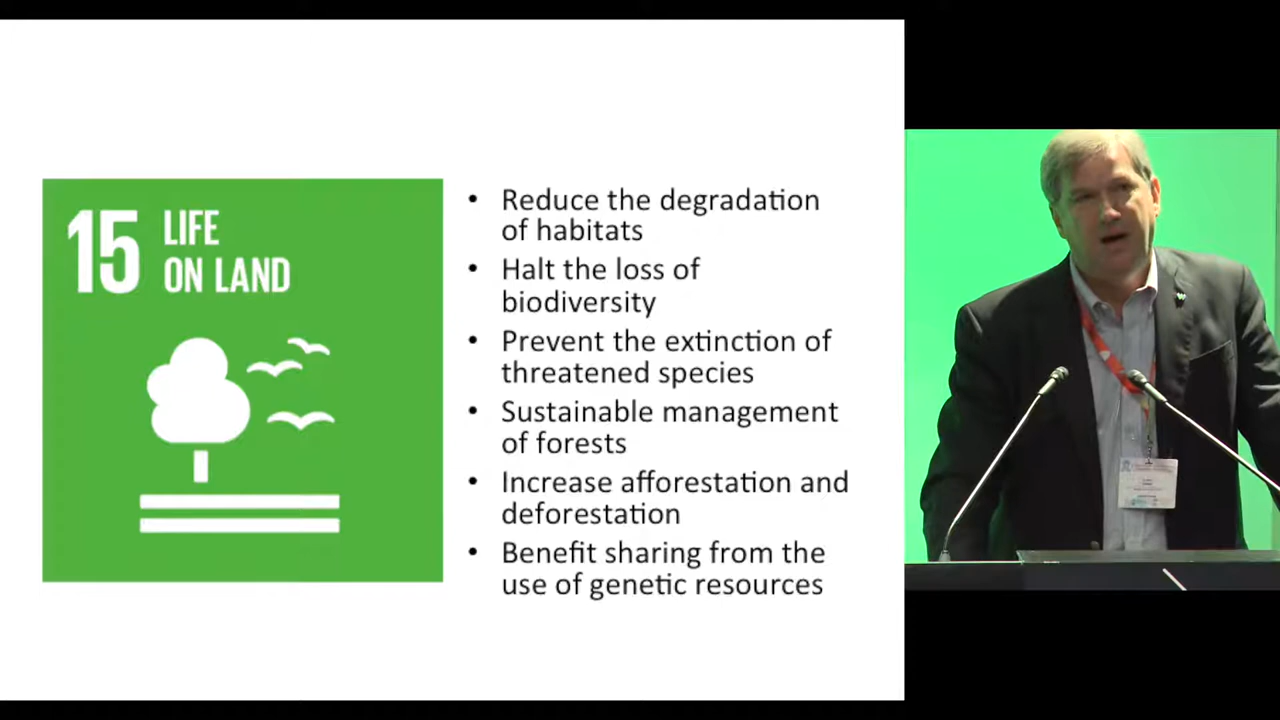 15 LIFE
ON LAND
• Reduce the degradation
of habitats
• Halt the loss of
biodiversity
• Prevent the extinction of
threatened species
• Sustainable management
of forests
• Increase afforestation and
deforestation
• Benefit sharing from the
use of genetic resources